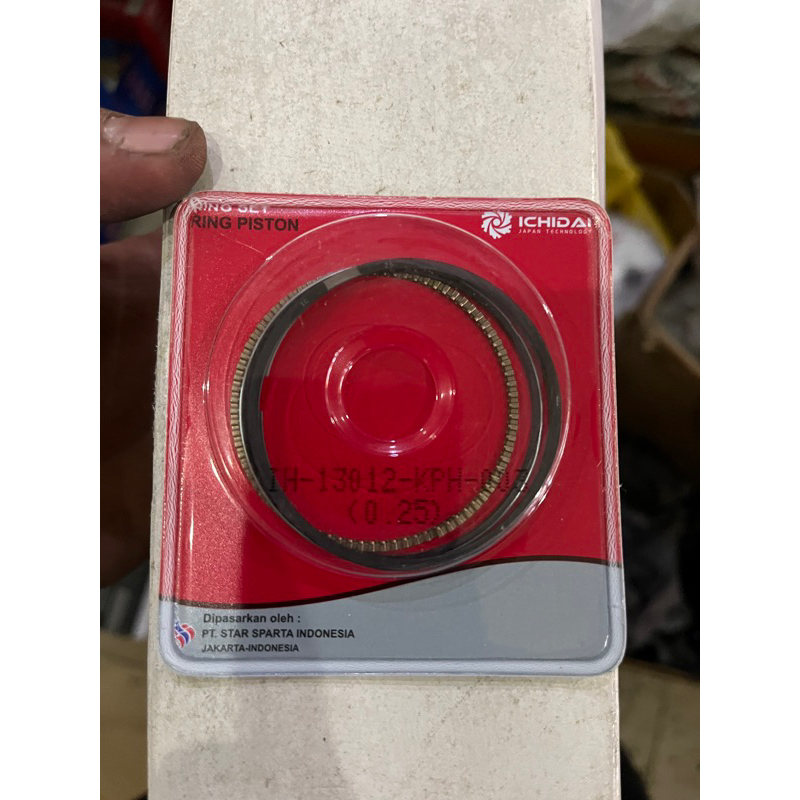 RING SET
RING PISTON
ICHIDAI
JAPAN TECHNOLOGY
(0.25)
Dipasarkan oleh :
PT. STAR SPARTA INDONESIA
JAKARTA-INDONESIA